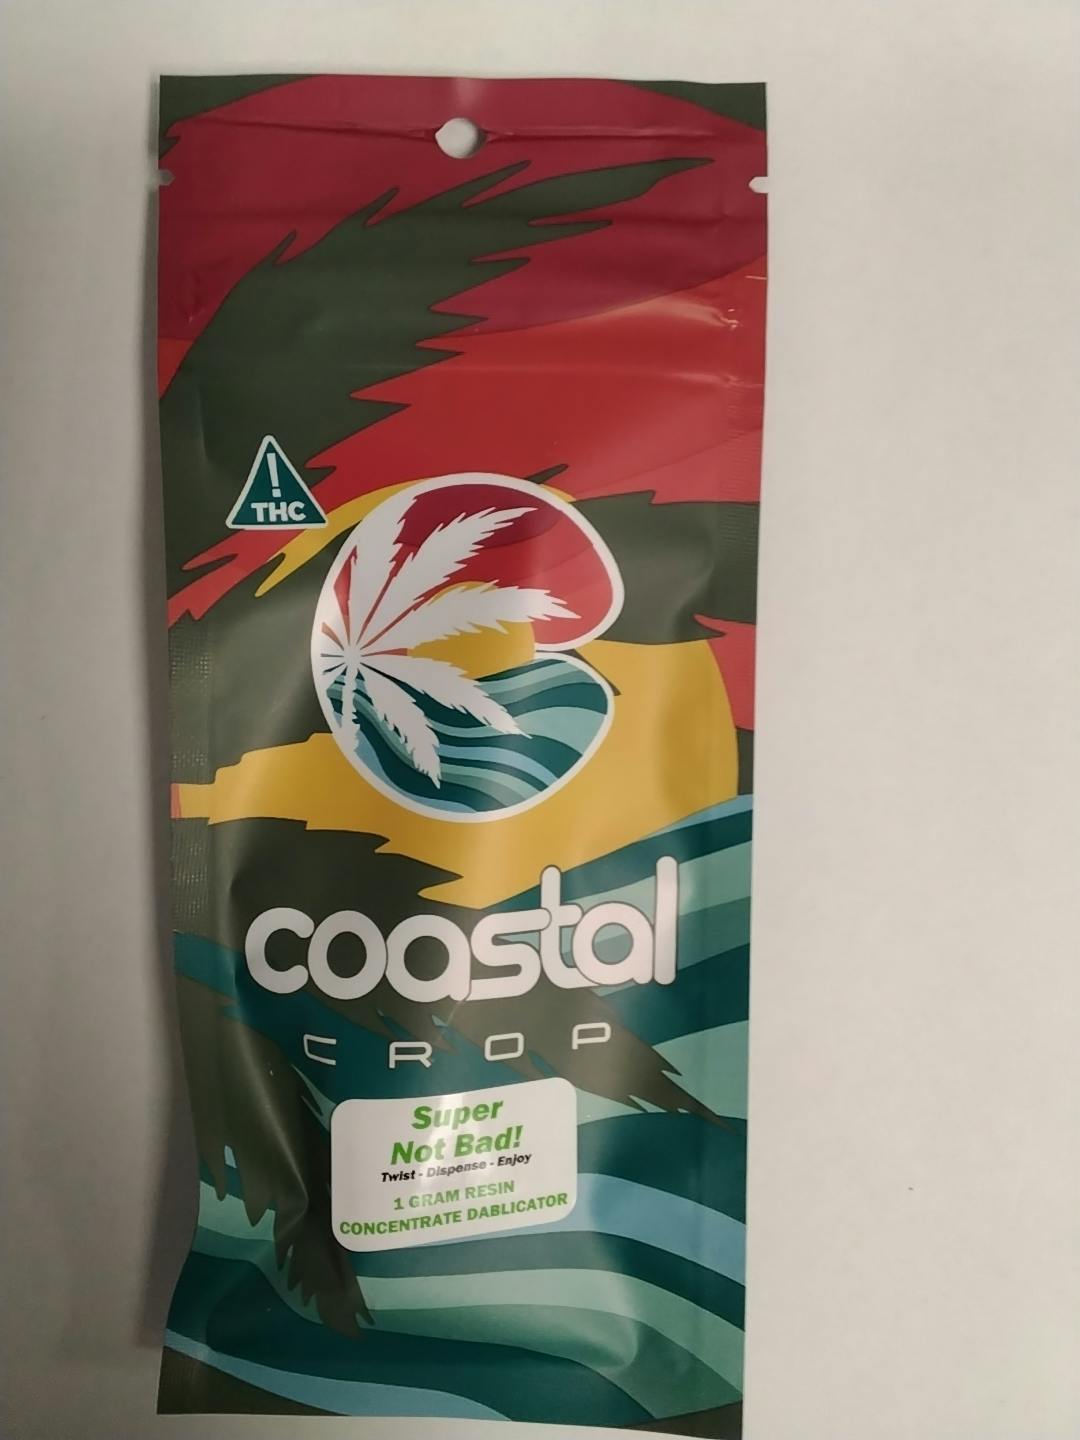 !
THC
coastal
CROP
Super
Not Bad!
Twist - Dispense - Enjoy
1 GRAM RESIN
CONCENTRATE DABLICATOR